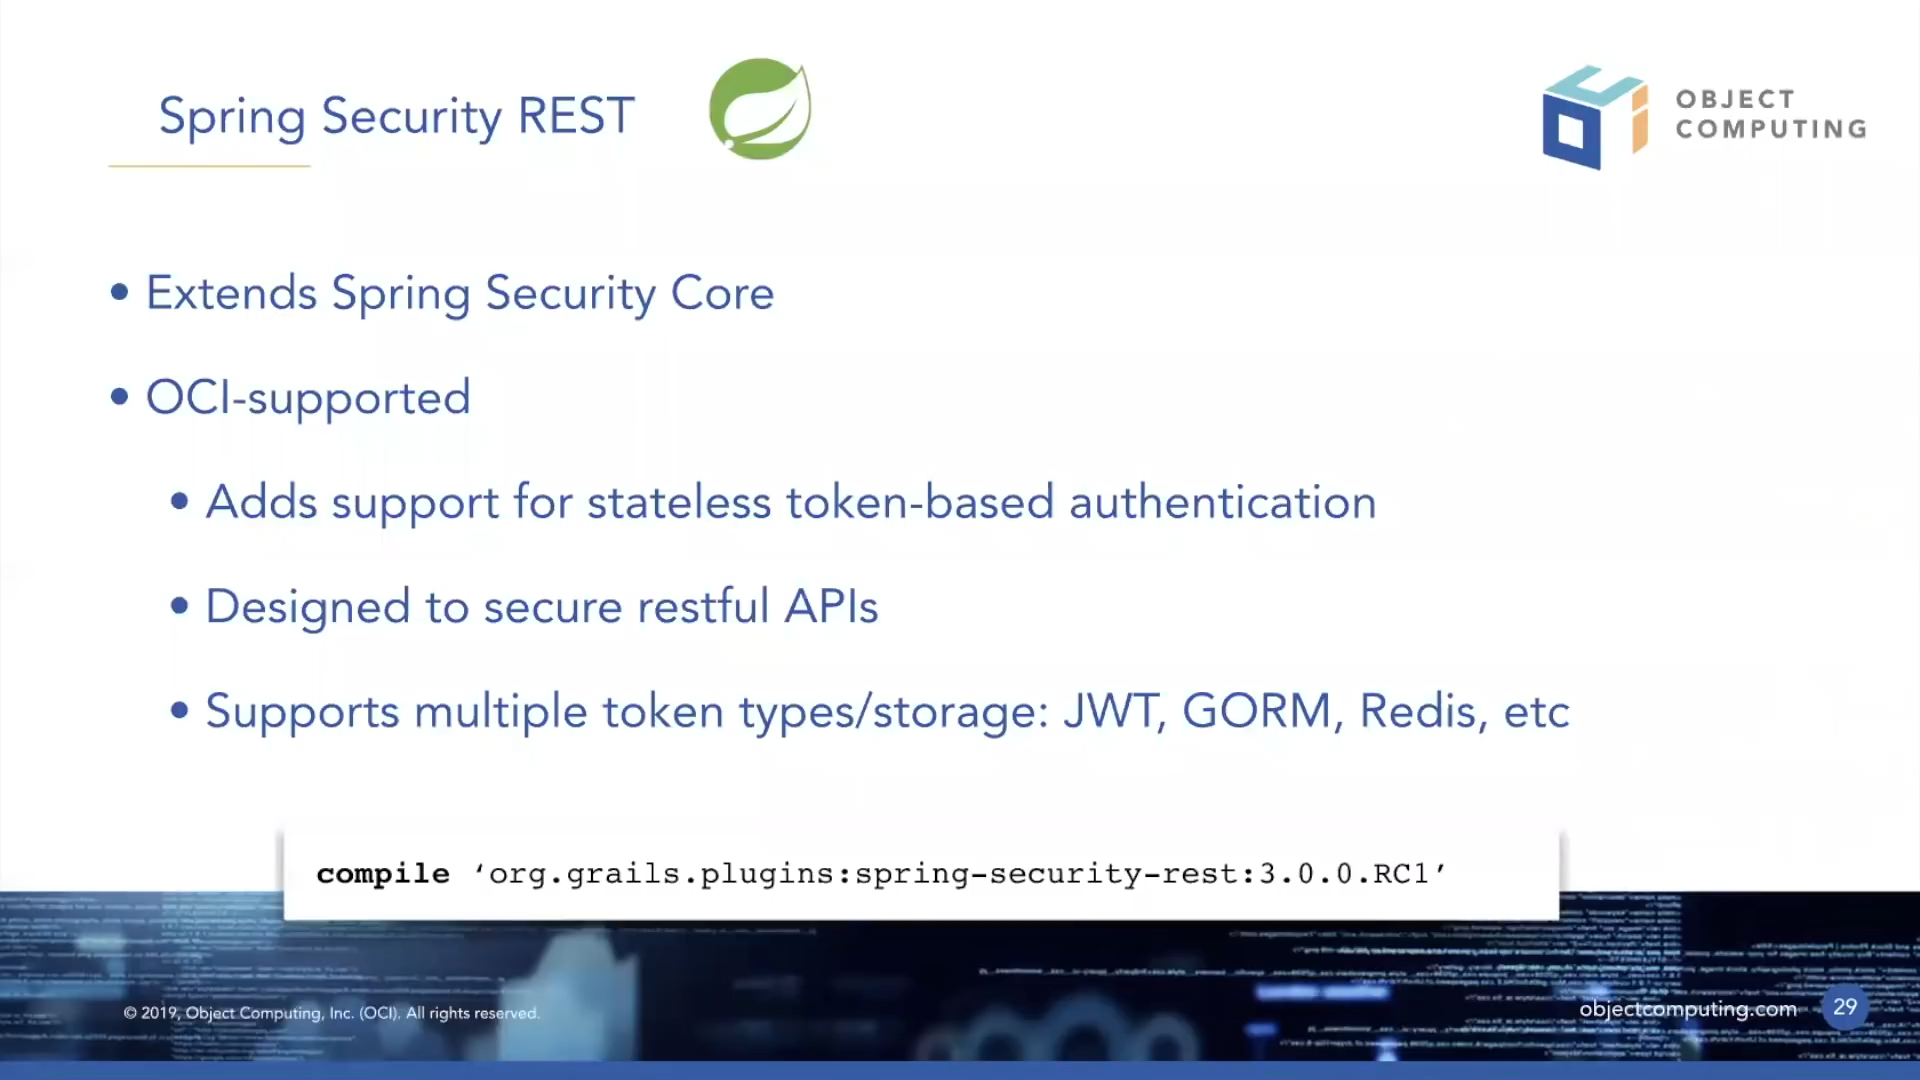 Spring Security REST
OBJECT
COMPUTING
• Extends Spring Security Core
• OCI-supported
• Adds support for stateless token-based authentication
• Designed to secure restful APIs
• Supports multiple token types/storage: JWT, GORM, Redis, etc
compile ‘org.grails.plugins:spring-security-rest:3.0.0.RC1’
© 2019, Object Computing, Inc. (OCI). All rights reserved.
objectcomputing.com
29